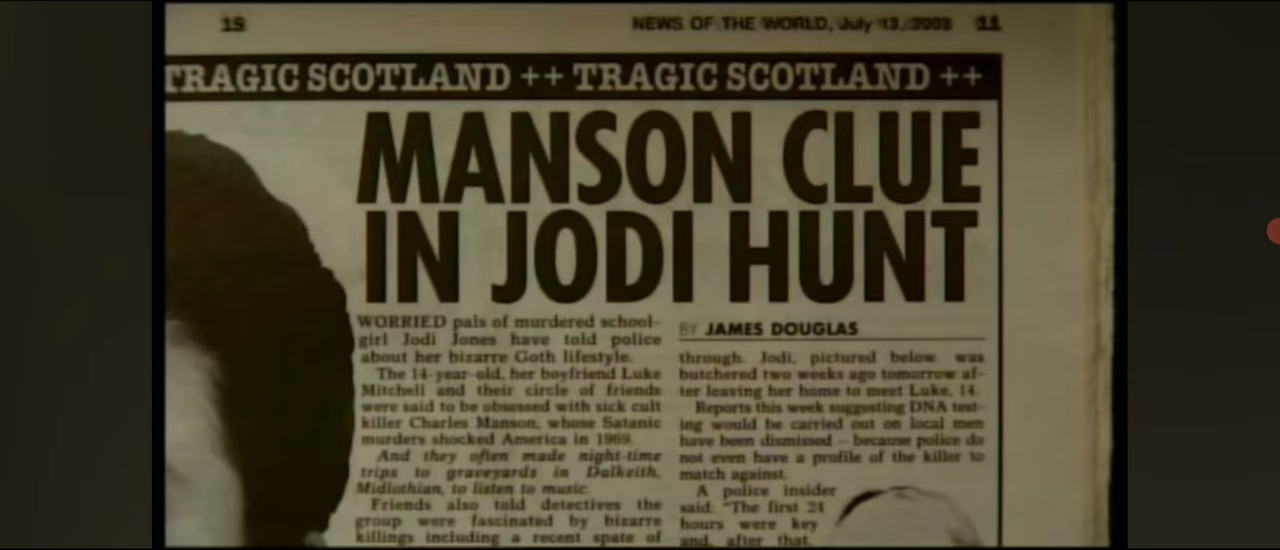 1S
NEWS OF THE WORLD, July 13, 2003 11
TRAGIC SCOTLAND ++ TRAGIC SCOTLAND ++
MANSON CLUE
IN JODI HUNT
WORRIED pals of murdered school-
girl Jodi Jones have told police
about her bizarre Goth lifestyle.
The 14-year-old, her boyfriend Luke
Mitchell and their circle of friends
were said to be obsessed with sick cult
killer Charles Manson, whose Satanic
murders shocked America in 1969.
And they often made night-time
trips to graveyards in Dalkeith,
Midlothian, to listen to music.
Friends also told detectives the
group were fascinated by bizarre
killings including a recent spate of
BY JAMES DOUGLAS
through. Jodi, pictured below was
butchered two weeks ago tomorrow af-
ter leaving her home to meet Luke, 14.
Reports this week suggesting DNA test-
ing would be carried out on local men
have been dismissed – because police do
not even have a profile of the killer to
match against.
A police insider
said: "The first 24
hours were key
and, after that,